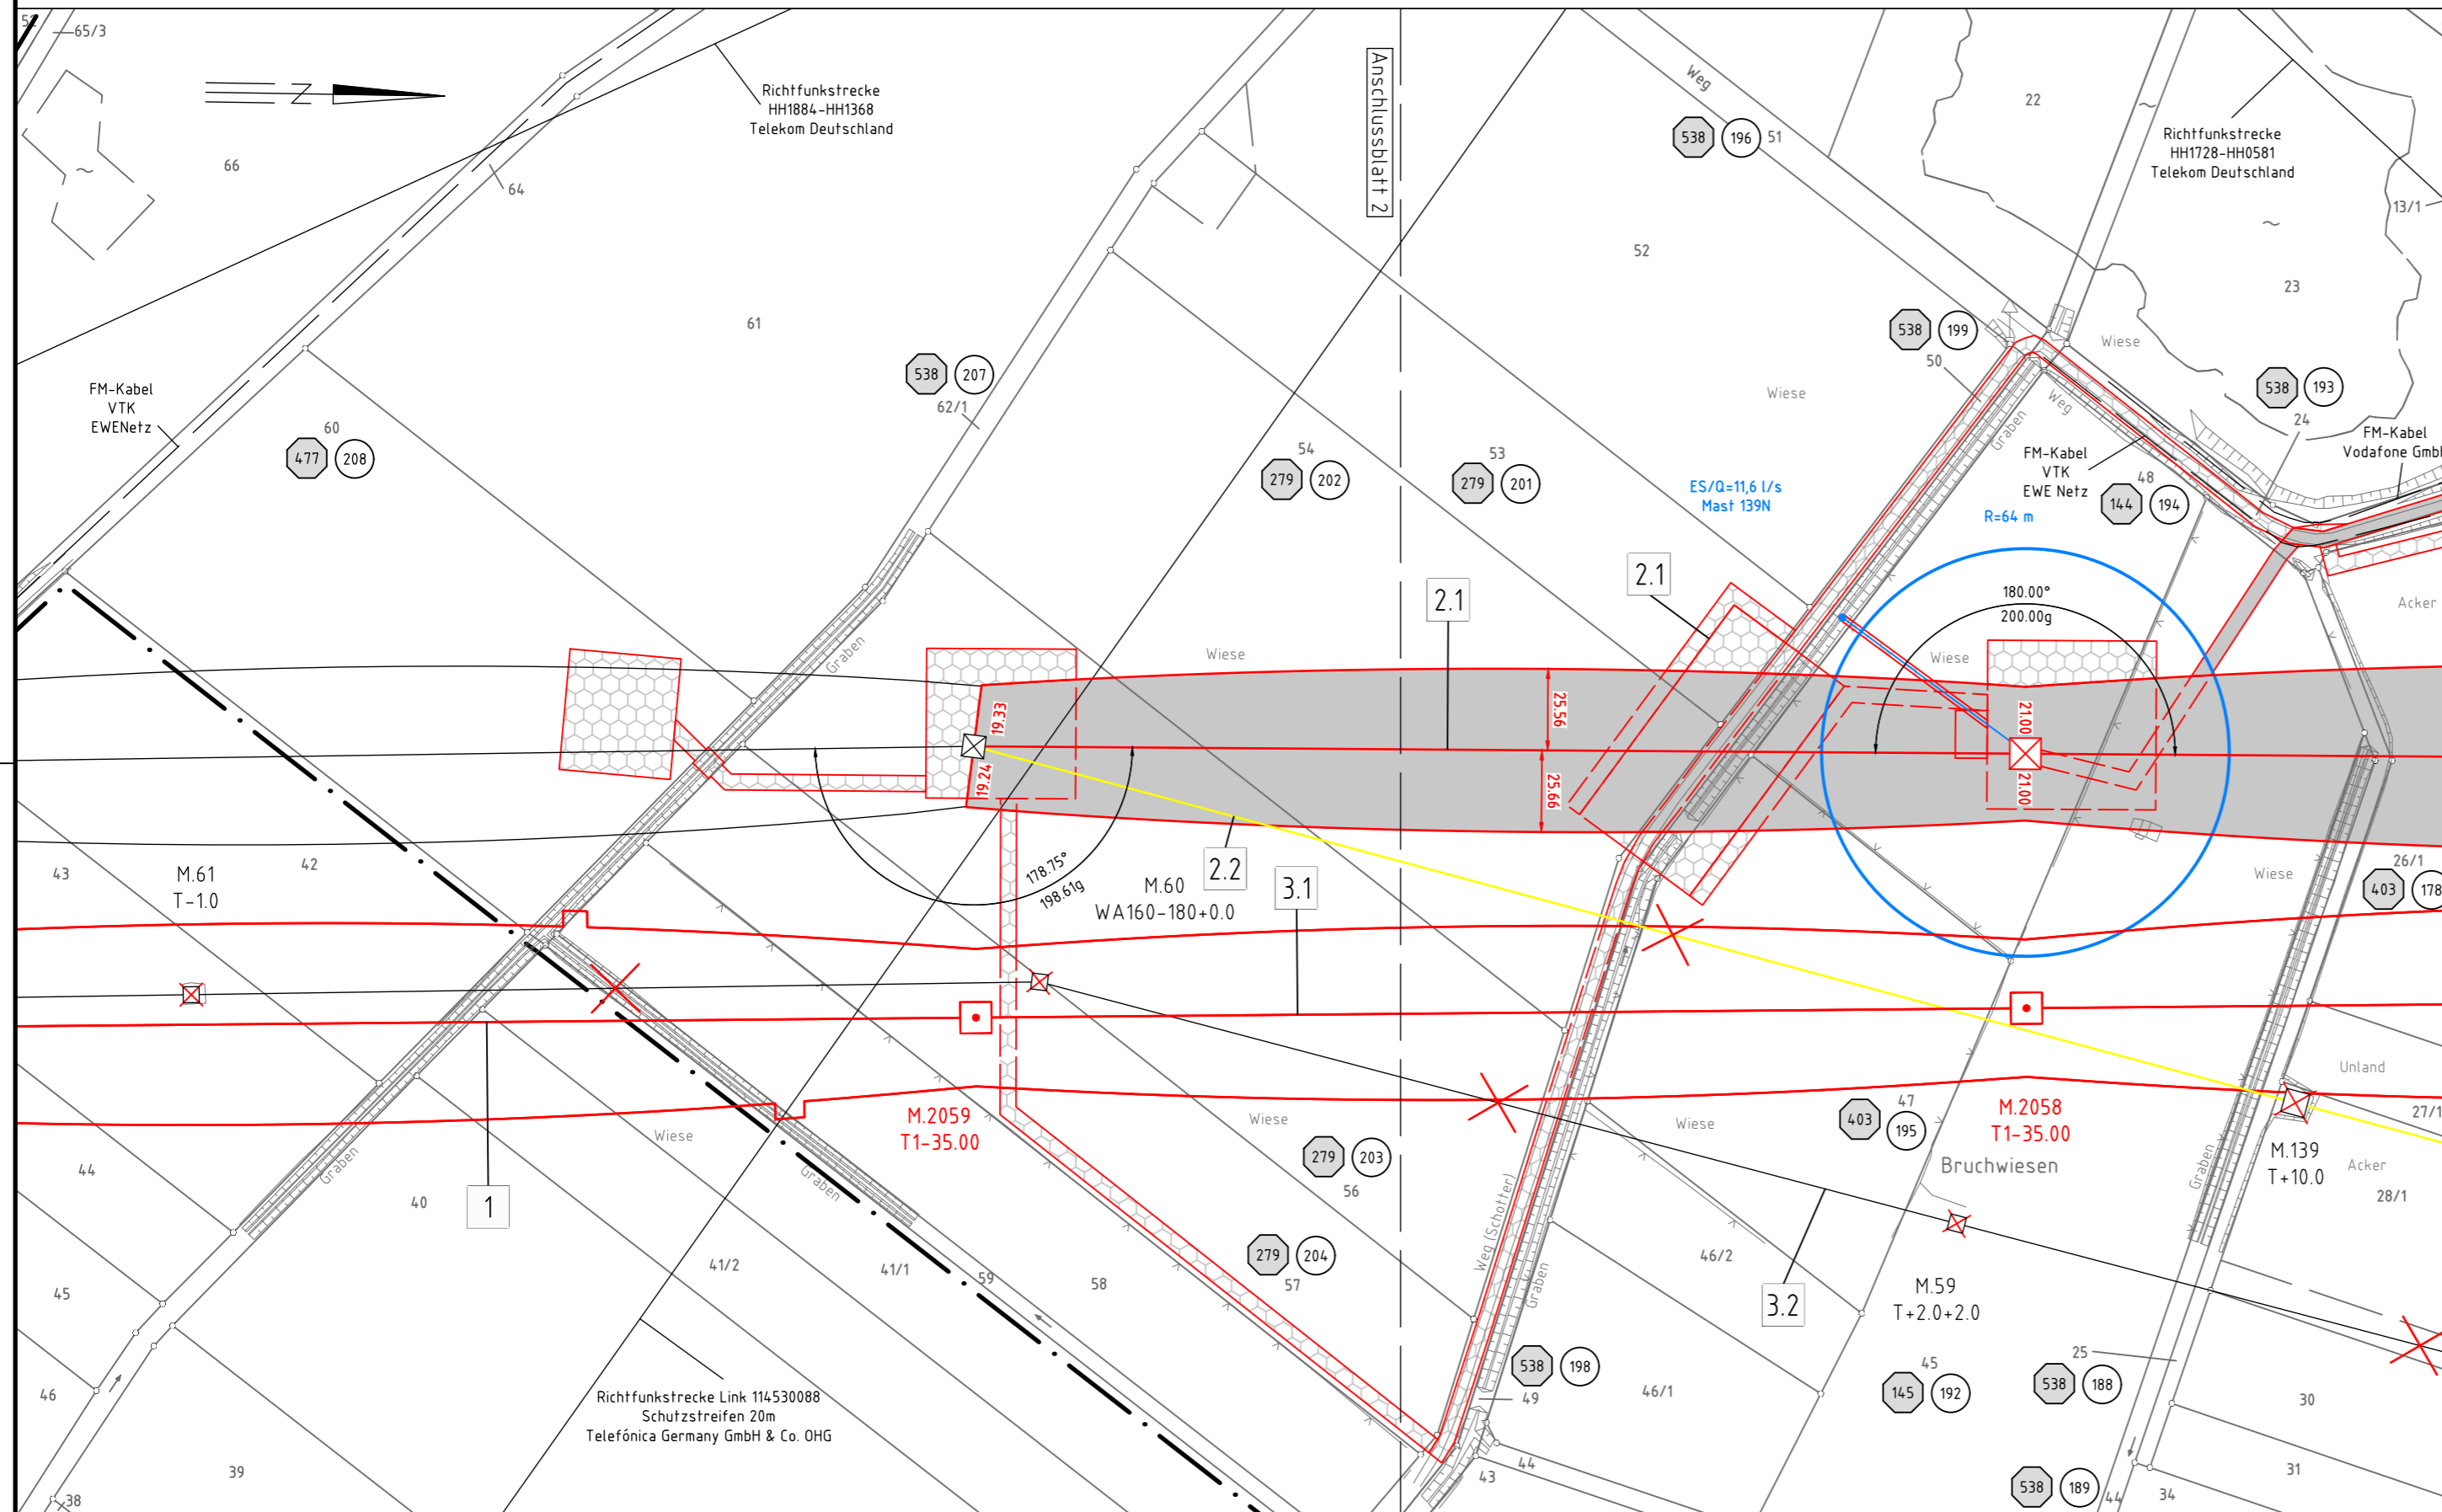 52
65/3
66
64
Z
Richtfunkstrecke
HH1884-HH1368
Telekom Deutschland
Anschlussblatt 2
Weg
538
196
51
22
Richtfunkstrecke
HH1728-HH0581
Telekom Deutschland
13/1
52
23
61
538
199
50
Wiese
Wiese
538
193
24
FM-Kabel
VTK
EWENetz
60
477
208
538
207
62/1
54
279
202
53
279
201
ES/Q=11,6 l/s
Mast 139N
R=64 m
Graben
Weg
FM-Kabel
VTK
EWE Netz
48
144
194
FM-Kabel
Vodafone GmbH
Acker
180.00°
200.00g
2.1
2.1
Graben
Wiese
Wiese
19.33
19.24
25.56
25.66
21.00
21.00
43
42
M.61
T-1.0
178.75°
198.61g
M.60
WA160-180+0.0
2.2
3.1
Wiese
26/1
403
178
Unland
27/1
M.2059
T1-35.00
Wiese
Wiese
279
203
56
Wiese
403
47
195
M.2058
T1-35.00
Bruchwiesen
M.139
T+10.0
Acker
28/1
44
Graben
40
1
Graben
Weg (Schotter)
Graben
Graben
279
204
57
41/2
41/1
59
58
46/2
3.2
M.59
T+2.0+2.0
45
46
Richtfunkstrecke Link 114530088
Schutzstreifen 20m
Telefónica Germany GmbH & Co. OHG
538
198
49
46/1
45
145
192
25
538
188
30
39
38
43
44
538
189
44
34
31